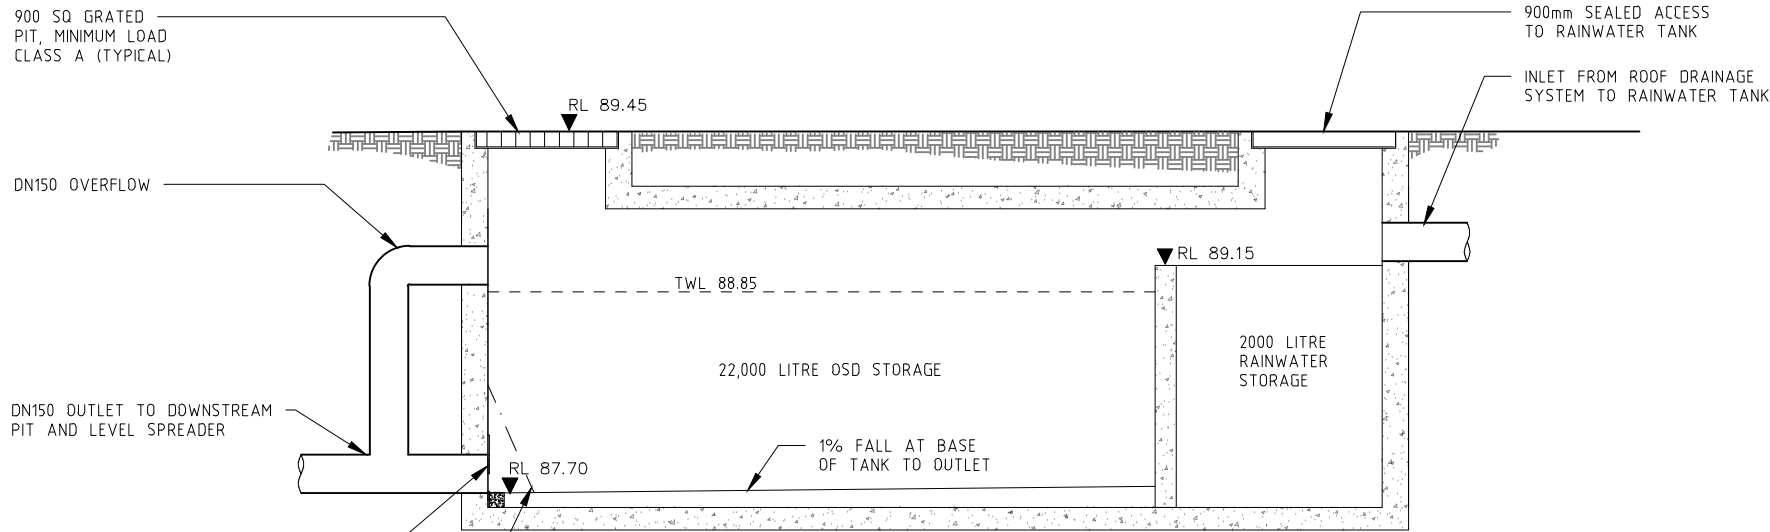 900 SQ GRATED
PIT, MINIMUM LOAD
CLASS A (TYPICAL)
900mm SEALED ACCESS
TO RAINWATER TANK
INLET FROM ROOF DRAINAGE
SYSTEM TO RAINWATER TANK
RL 89.45
DN150 OVERFLOW
RL 89.15
TWL 88.85
2000 LITRE
RAINWATER
STORAGE
22,000 LITRE OSD STORAGE
DN150 OUTLET TO DOWNSTREAM
PIT AND LEVEL SPREADER
1% FALL AT BASE
OF TANK TO OUTLET
RL 87.70